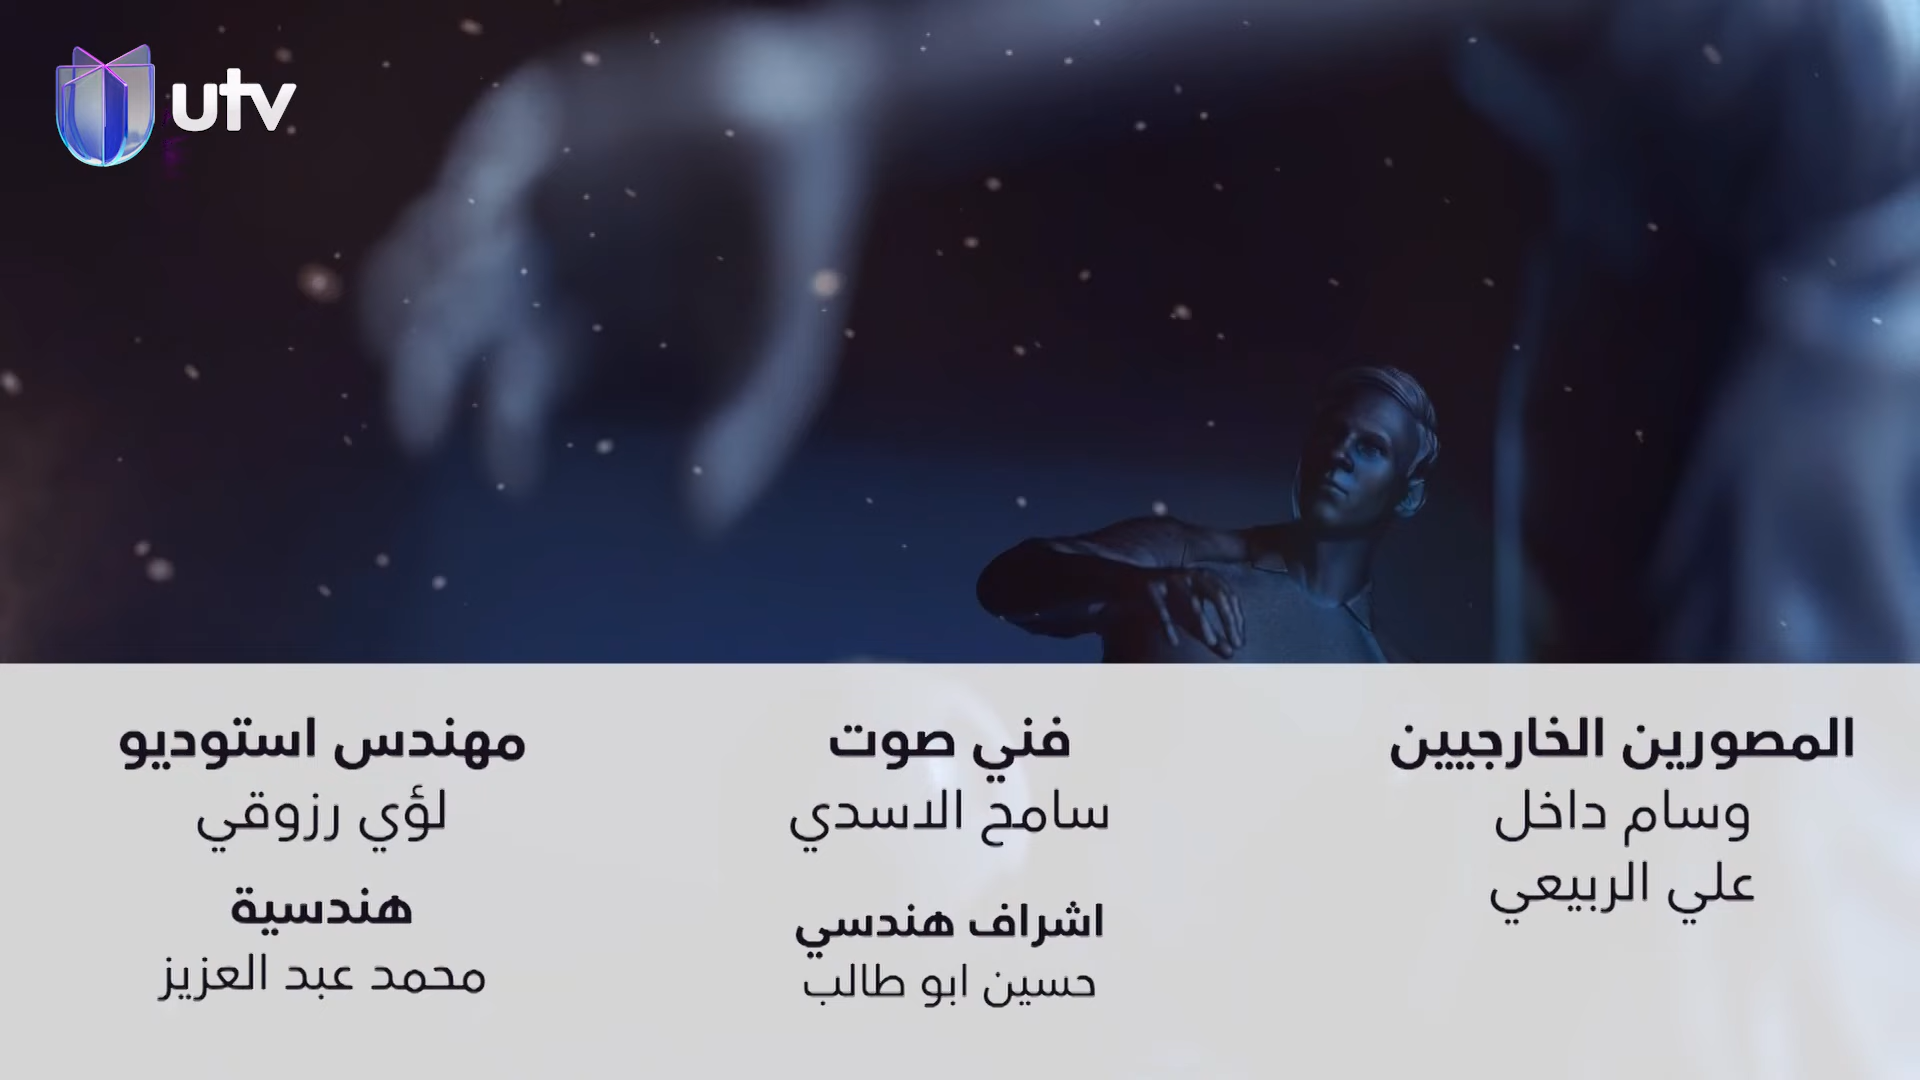 utv
المصورين الخارجيين
وسام داخل
علي الربيعي
فني صوت
سامح الاسدي
اشراف هندسي
حسين ابو طالب
مهندس استوديو
لؤي رزوقي
هندسية
محمد عبد العزيز